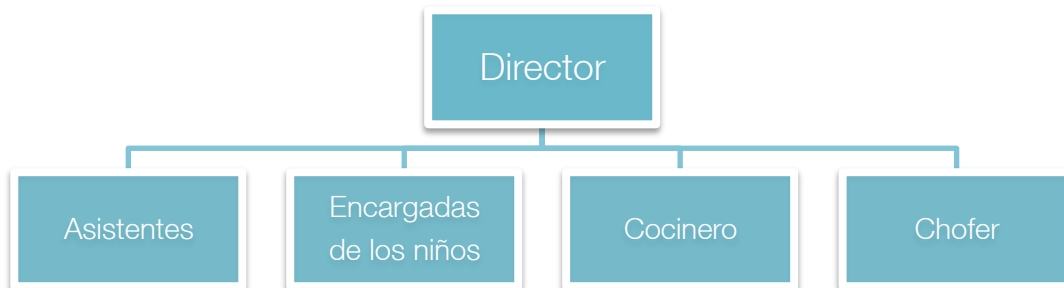 Director
Asistentes
Encargadas
de los niños
Cocinero
Chofer